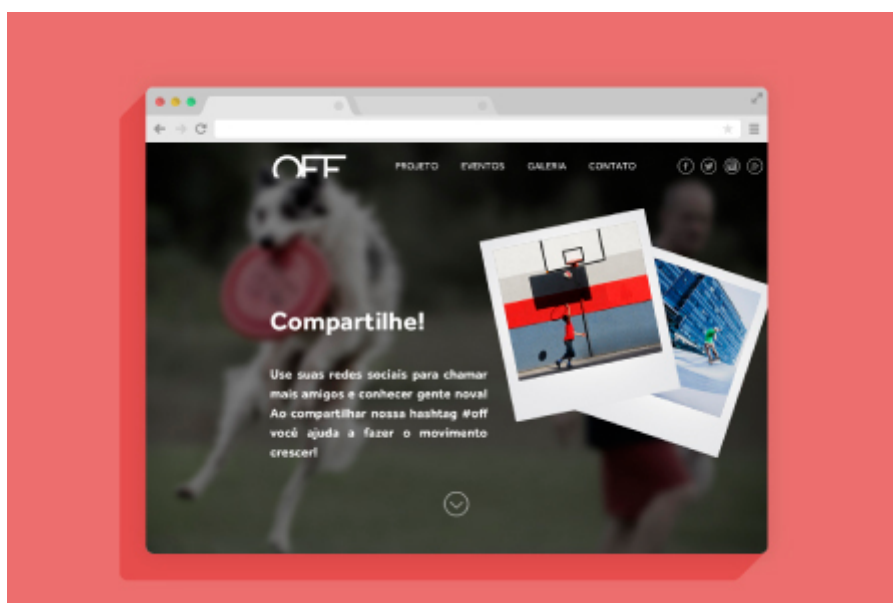 OFF
PROJETO EVENTOS GALERIA CONTATO
Compartilhe!
Use suas redes sociais para chamar
mais amigos e conhecer gente nova!
Ao compartilhar nossa hashtag #off
você ajuda a fazer o movimento
crescer!